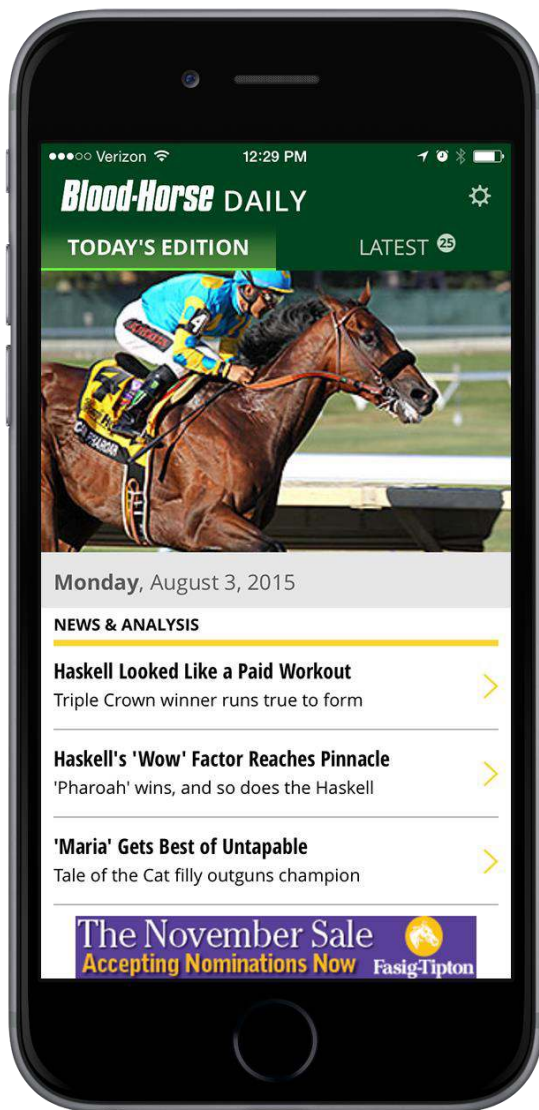 Verizon 12:29 PM
Blood-Horse DAILY
TODAY'S EDITION LATEST 25
4
PHAROAH
Monday, August 3, 2015
NEWS & ANALYSIS
Haskell Looked Like a Paid Workout
Triple Crown winner runs true to form
Haskell's 'Wow' Factor Reaches Pinnacle
'Pharoah' wins, and so does the Haskell
'Maria' Gets Best of Untapable
Tale of the Cat filly outguns champion
The November Sale
Accepting Nominations Now Fasig-Tipton